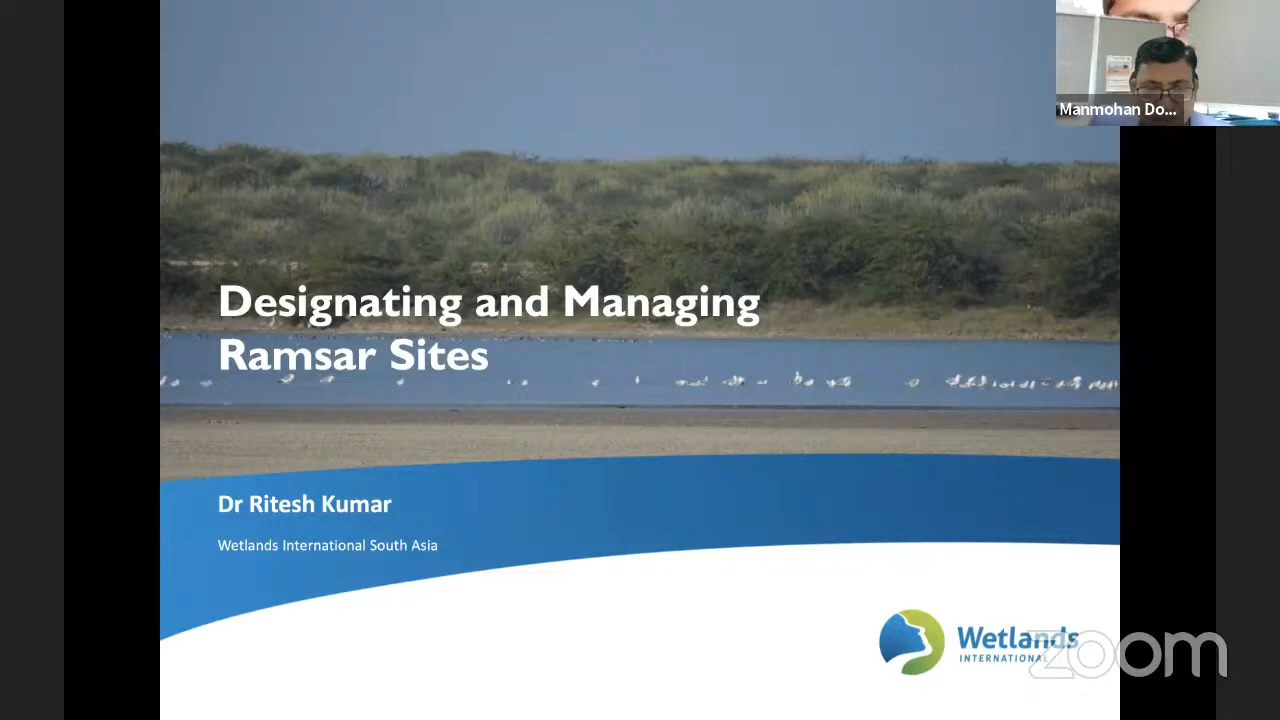 Manmohan Do...
Designating and Managing
Ramsar Sites
Dr Ritesh Kumar
Wetlands International South Asia
Wetlands
INTERNATIONAL
zoom